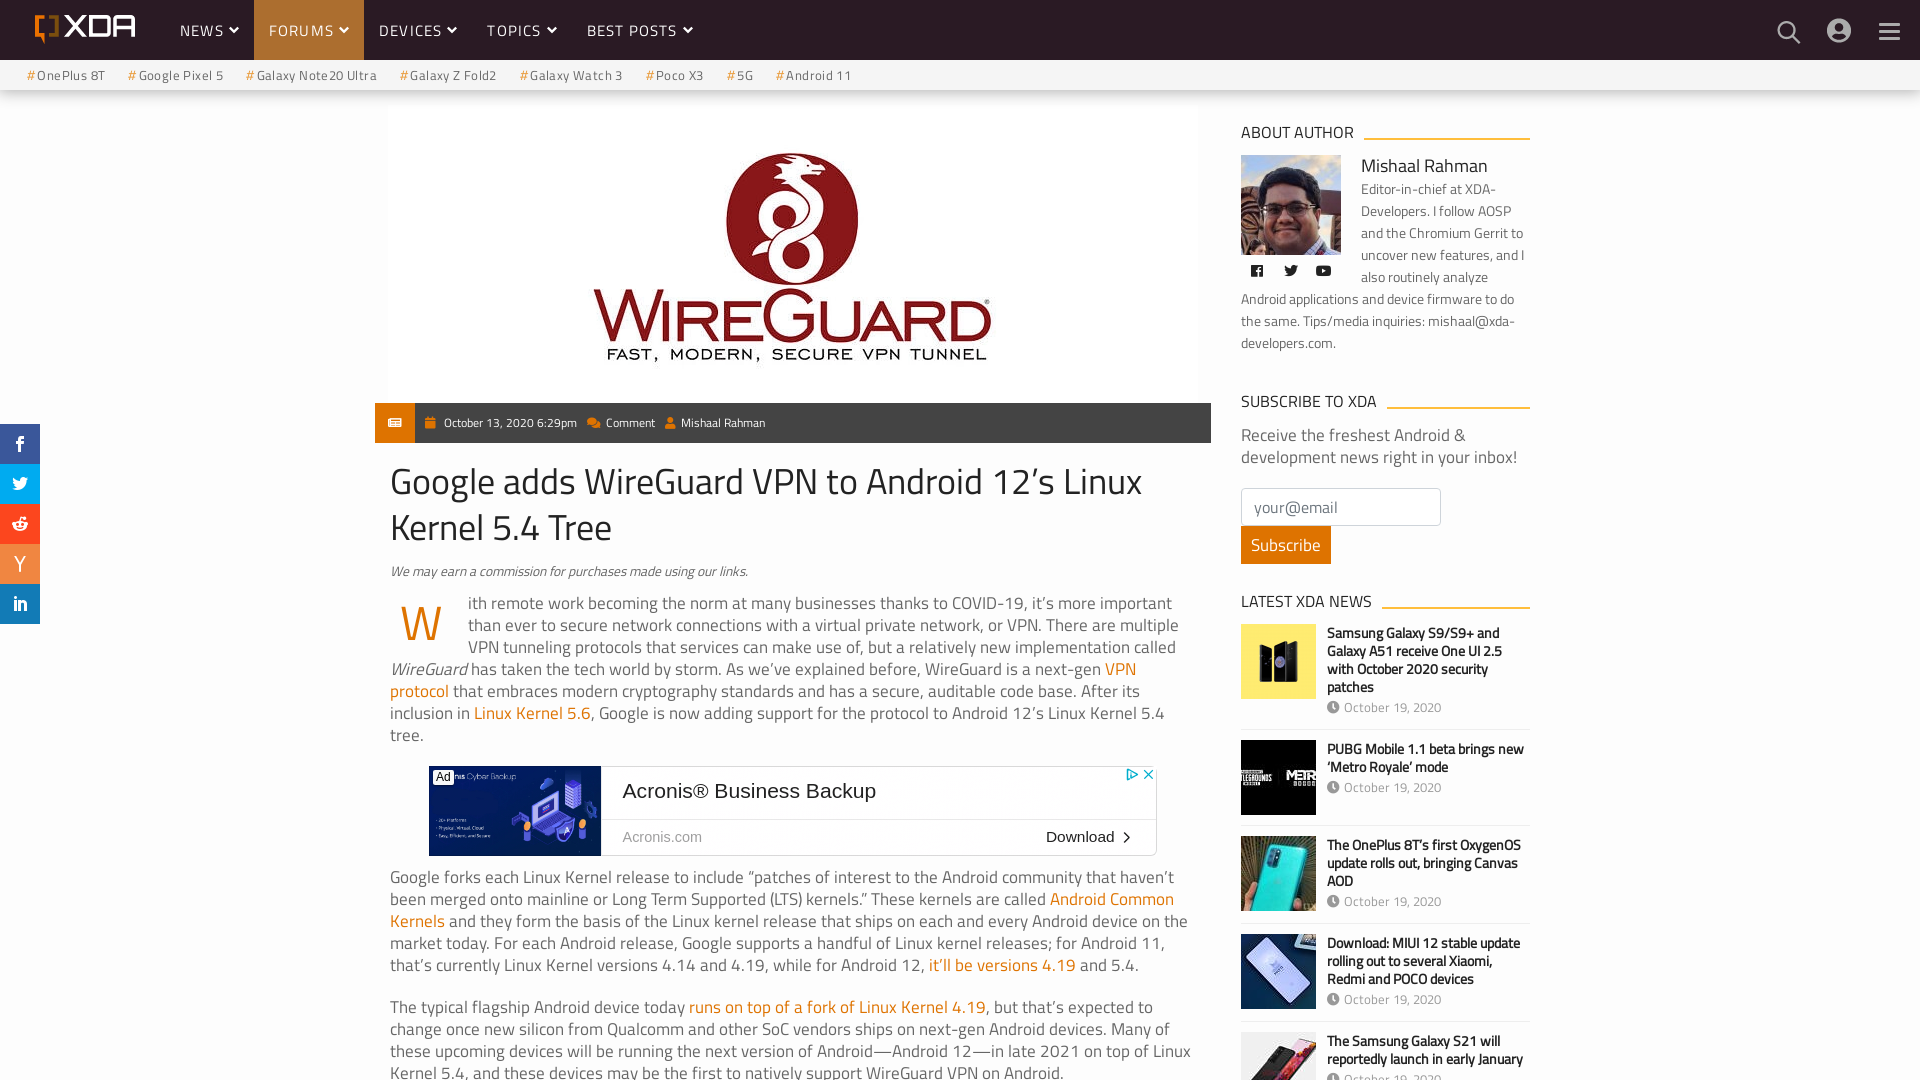 XDA
NEWS
FORUMS
DEVICES
TOPICS
BEST POSTS
#OnePlus 8T
#Google Pixel 5
#Galaxy Note20 Ultra
#Galaxy Z Fold2
#Galaxy Watch 3
#Poco X3
#5G
#Android 11
WIREGUARD®
FAST, MODERN, SECURE VPN TUNNEL
October 13, 2020 6:29pm
Comment
Mishaal Rahman
Google adds WireGuard VPN to Android 12’s Linux
Kernel 5.4 Tree
We may earn a commission for purchases made using our links.
With remote work becoming the norm at many businesses thanks to COVID-19, it’s more important
than ever to secure network connections with a virtual private network, or VPN. There are multiple
VPN tunneling protocols that services can make use of, but a relatively new implementation called
WireGuard has taken the tech world by storm. As we’ve explained before, WireGuard is a next-gen VPN
protocol that embraces modern cryptography standards and has a secure, auditable code base. After its
inclusion in Linux Kernel 5.6, Google is now adding support for the protocol to Android 12’s Linux Kernel 5.4
tree.
Ad
Cyber Backup
Acronis® Business Backup
Acronis.com
Download
Google forks each Linux Kernel release to include “patches of interest to the Android community that haven’t
been merged onto mainline or Long Term Supported (LTS) kernels.” These kernels are called Android Common
Kernels and they form the basis of the Linux kernel release that ships on each and every Android device on the
market today. For each Android release, Google supports a handful of Linux kernel releases; for Android 11,
that’s currently Linux Kernel versions 4.14 and 4.19, while for Android 12, it’ll be versions 4.19 and 5.4.
The typical flagship Android device today runs on top of a fork of Linux Kernel 4.19, but that’s expected to
change once new silicon from Qualcomm and other SoC vendors ships on next-gen Android devices. Many of
these upcoming devices will be running the next version of Android—Android 12—in late 2021 on top of Linux
Kernel 5.4, and these devices may be the first to natively support WireGuard VPN on Android.
ABOUT AUTHOR
Mishaal Rahman
Editor-in-chief at XDA-
Developers. I follow AOSP
and the Chromium Gerrit to
uncover new features, and I
also routinely analyze
Android applications and device firmware to do
the same. Tips/media inquiries: mishaal@xda-
developers.com.
SUBSCRIBE TO XDA
Receive the freshest Android &
development news right in your inbox!
your@email
Subscribe
LATEST XDA NEWS
Samsung Galaxy S9/S9+ and
Galaxy A51 receive One UI 2.5
with October 2020 security
patches
October 19, 2020
PUBG Mobile 1.1 beta brings new
‘Metro Royale’ mode
October 19, 2020
The OnePlus 8T’s first OxygenOS
update rolls out, bringing Canvas
AOD
October 19, 2020
Download: MIUI 12 stable update
rolling out to several Xiaomi,
Redmi and POCO devices
October 19, 2020
The Samsung Galaxy S21 will
reportedly launch in early January
October 19, 2020